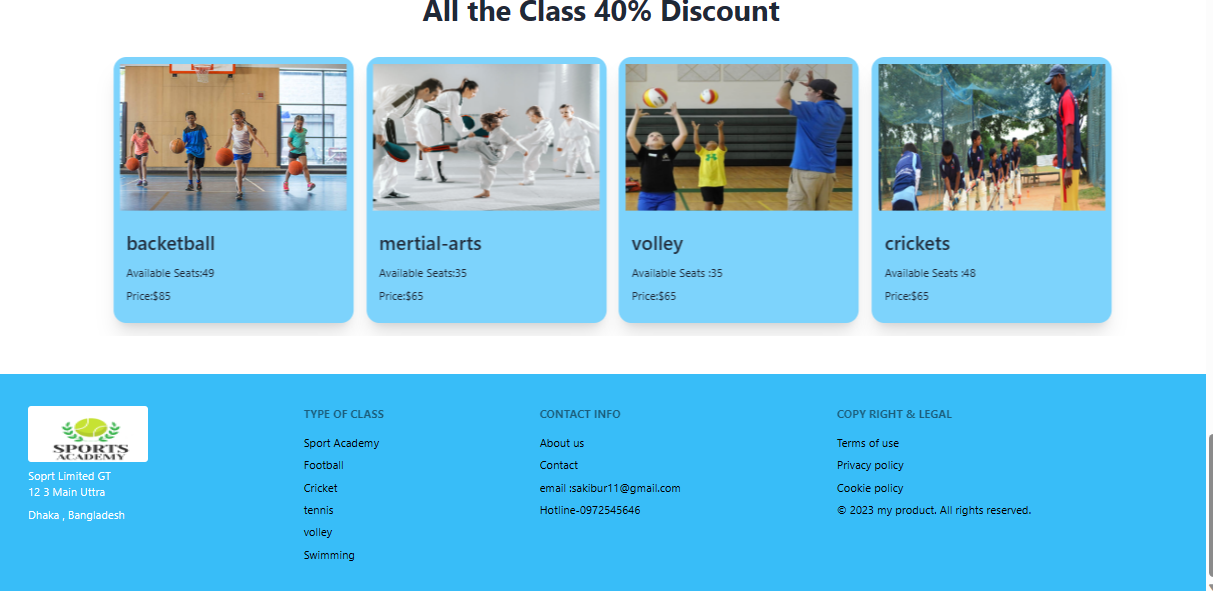 All the Class 40% Discount
backetball
Available Seats:49
Price:$85
mertial-arts
Available Seats:35
Price:$65
volley
Available Seats :35
Price:$65
crickets
Available Seats :48
Price:$65
SPORTS
ACADEMY
Soprt Limited GT
12 3 Main Uttra
Dhaka , Bangladesh
TYPE OF CLASS
Sport Academy
Football
Cricket
tennis
volley
Swimming
CONTACT INFO
About us
Contact
email :sakibur11@gmail.com
Hotline-0972545646
COPY RIGHT & LEGAL
Terms of use
Privacy policy
Cookie policy
© 2023 my product. All rights reserved.